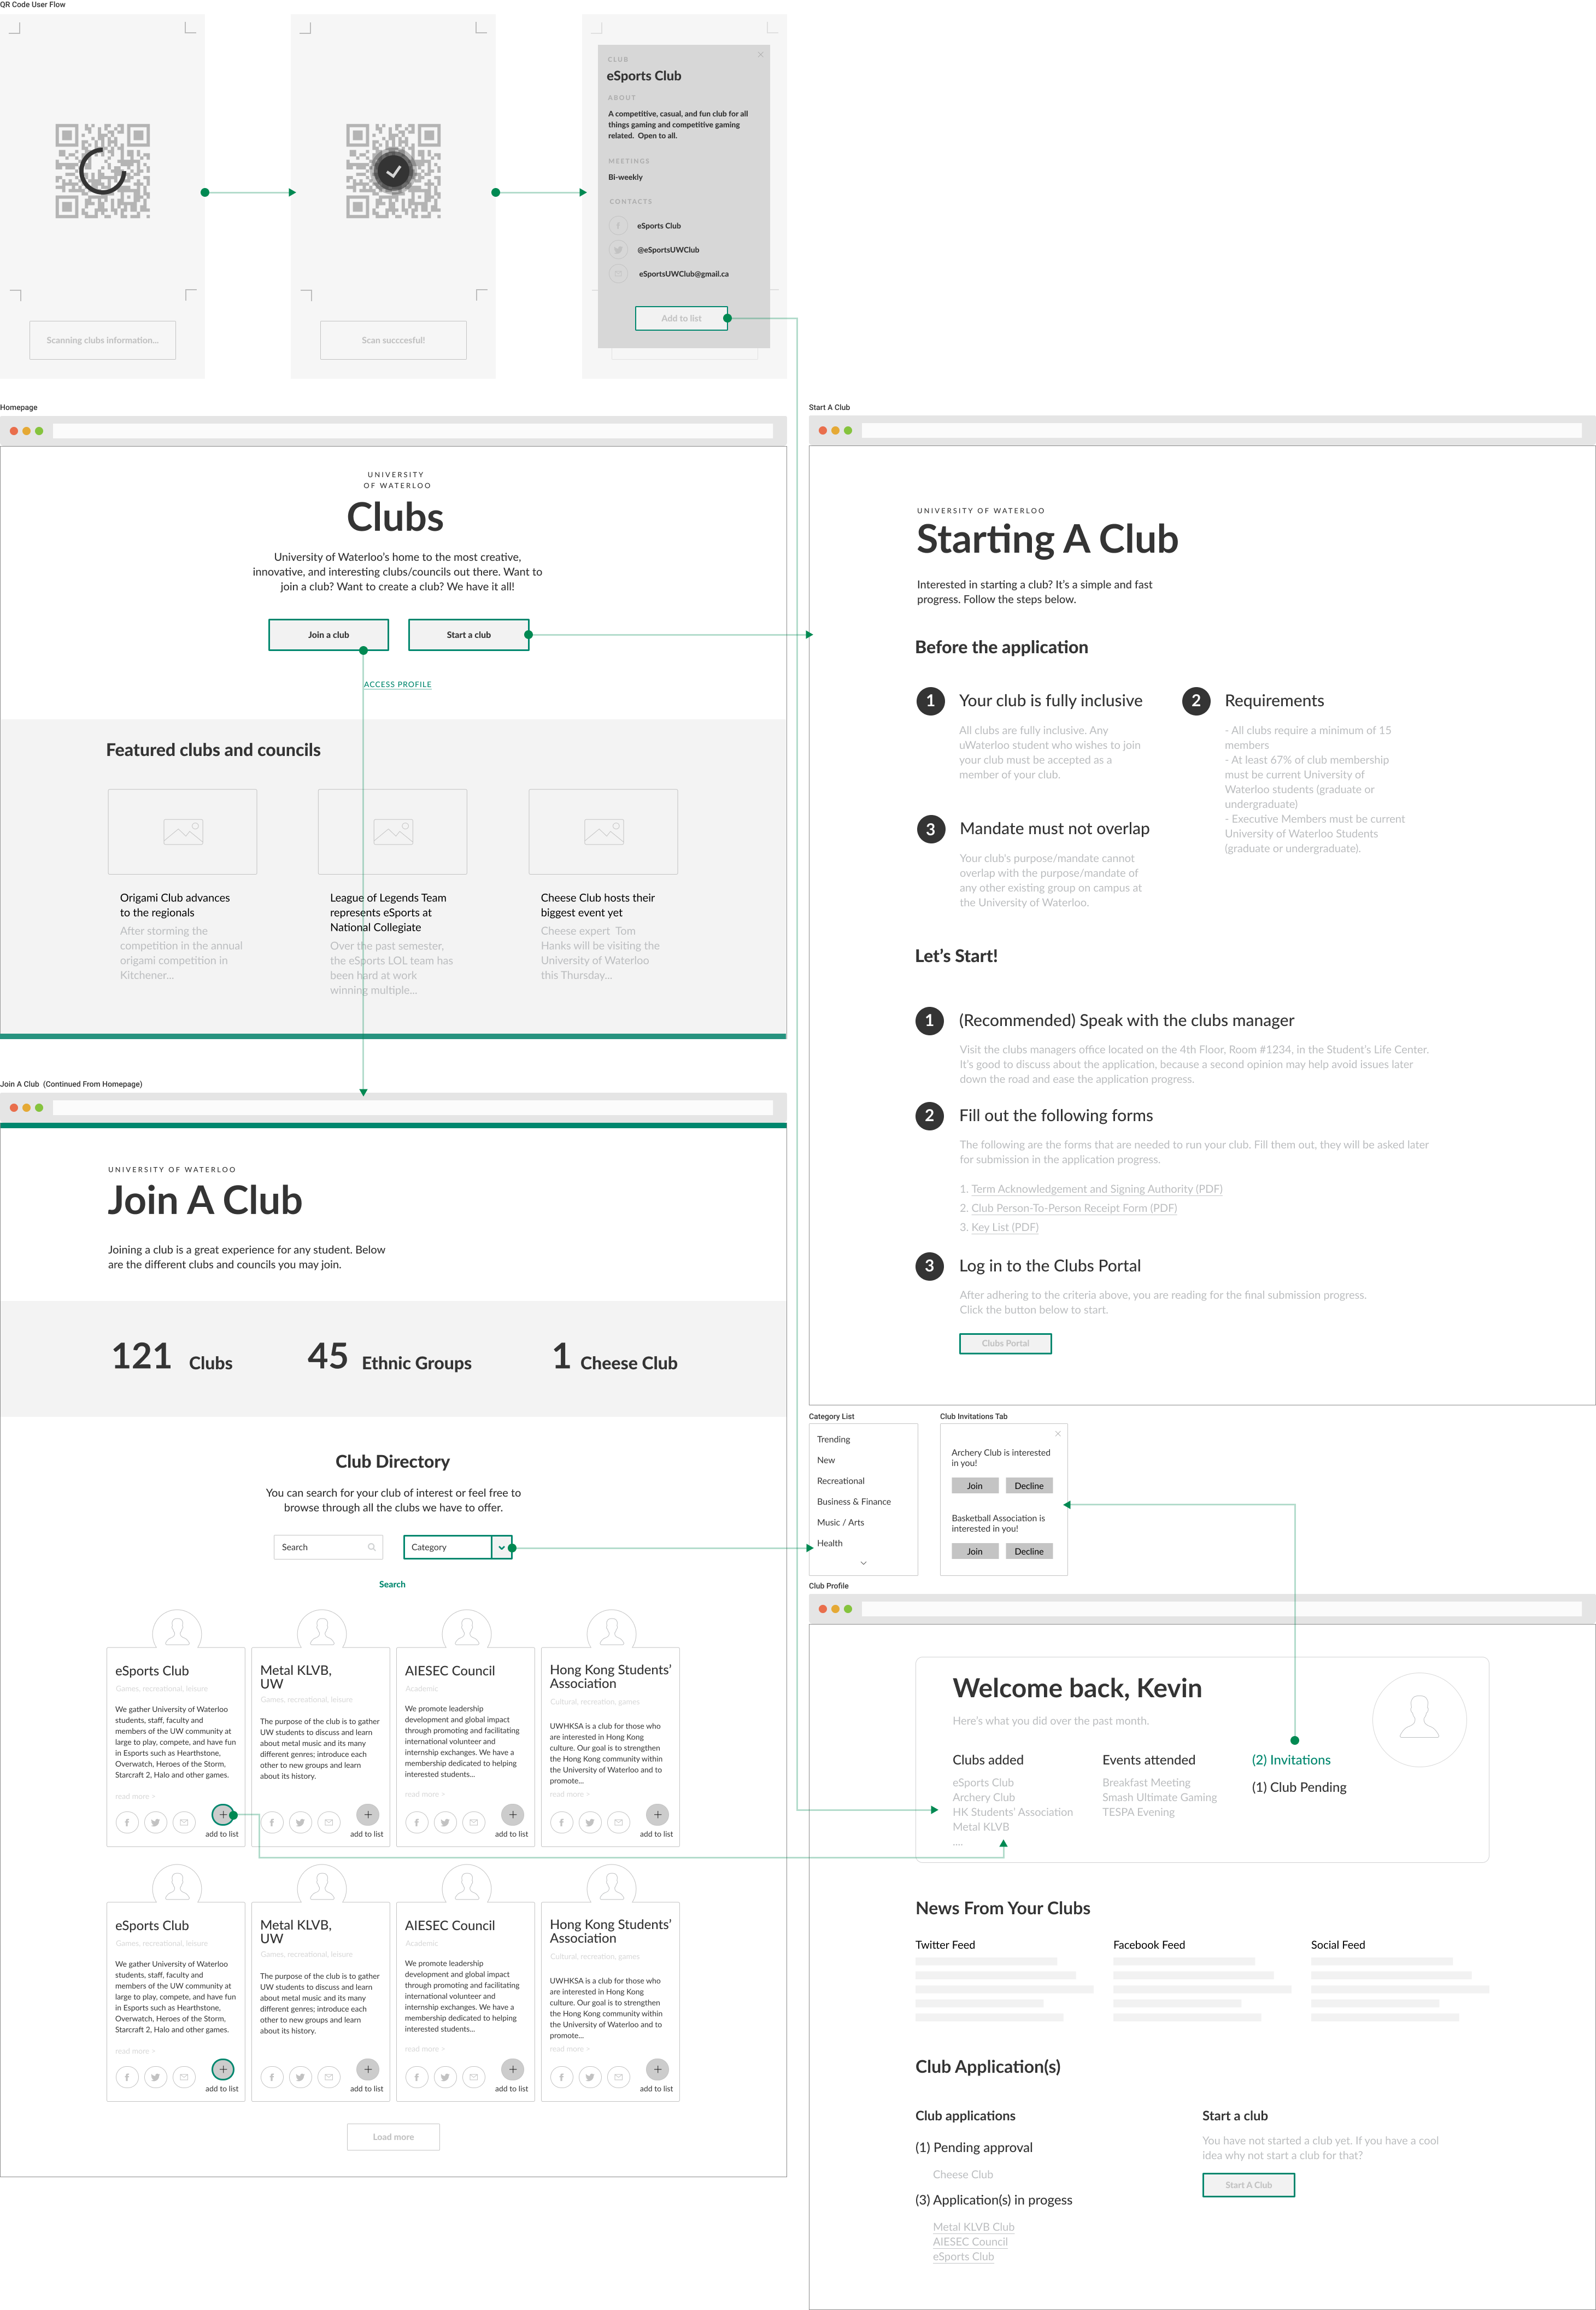 QR Code User Flow
Scanning clubs information...
Scan succcesful!
CLUB
eSports Club
ABOUT
A competitive, casual, and fun club for all
things gaming and competitive gaming
related.  Open to all.
MEETINGS
Bi-weekly
CONTACTS
eSports Club
@eSportsUWClub
eSportsUWClub@gmail.ca
Add to list
Homepage
UNIVERSITY
OF WATERLOO
Clubs
University of Waterloo's home to the most creative,
innovative, and interesting clubs/councils out there. Want to
join a club? Want to create a club? We have it all!
Join a club
Start a club
ACCESS PROFILE
Featured clubs and councils
Origami Club advances
to the regionals
After storming the
competition in the annual
origami competition in
Kitchener...
League of Legends Team
represents eSports at
National Collegiate
Over the past semester,
the eSports LOL team has
been hard at work
winning multiple...
Cheese Club hosts their
biggest event yet
Cheese expert  Tom
Hanks will be visiting the
University of Waterloo
this Thursday...
Start A Club
UNIVERSITY OF WATERLOO
Starting A Club
Interested in starting a club? It's a simple and fast
progress. Follow the steps below.
Before the application
1
Your club is fully inclusive
All clubs are fully inclusive. Any
uWaterloo student who wishes to join
your club must be accepted as a
member of your club.
2
Requirements
- All clubs require a minimum of 15
members
- At least 67% of club membership
must be current University of
Waterloo students (graduate or
undergraduate)
- Executive Members must be current
University of Waterloo Students
(graduate or undergraduate).
3
Mandate must not overlap
Your club's purpose/mandate cannot
overlap with the purpose/mandate of
any other existing group on campus at
the University of Waterloo.
Let's Start!
1
(Recommended) Speak with the clubs manager
Visit the clubs managers office located on the 4th Floor, Room #1234, in the Student's Life Center.
It's good to discuss about the application, because a second opinion may help avoid issues later
down the road and ease the application progress.
2
Fill out the following forms
The following are the forms that are needed to run your club. Fill them out, they will be asked later
for submission in the application progress.
1. Term Acknowledgement and Signing Authority (PDF)
2. Club Person-To-Person Receipt Form (PDF)
3. Key List (PDF)
3
Log in to the Clubs Portal
After adhering to the criteria above, you are reading for the final submission progress.
Click the button below to start.
Clubs Portal
Join A Club  (Continued From Homepage)
UNIVERSITY OF WATERLOO
Join A Club
Joining a club is a great experience for any student. Below
are the different clubs and councils you may join.
121 Clubs
45 Ethnic Groups
1 Cheese Club
Club Directory
You can search for your club of interest or feel free to
browse through all the clubs we have to offer.
Search
Category
Search
eSports Club
Games, recreational, leisure
We gather University of Waterloo
students, staff, faculty and
members of the UW community at
large to play, compete, and have fun
in Esports such as Hearthstone,
Overwatch, Heroes of the Storm,
Starcraft 2, Halo and other games.
read more >
add to list
Metal KLVB,
UW
Games, recreational, leisure
The purpose of the club is to gather
UW students to discuss and learn
about metal music and its many
different genres; introduce each
other to new groups and learn
about its history.
add to list
AIESEC Council
Academic
We promote leadership
development and global impact
through promoting and facilitating
international volunteer and
internship exchanges. We have a
membership dedicated to helping
interested students...
read more >
add to list
Hong Kong Students'
Association
Cultural, recreation, games
UWHKSA is a club for those who
are interested in Hong Kong
culture. Our goal is to strengthen
the Hong Kong community within
the University of Waterloo and to
promote...
read more >
add to list
eSports Club
Games, recreational, leisure
We gather University of Waterloo
students, staff, faculty and
members of the UW community at
large to play, compete, and have fun
in Esports such as Hearthstone,
Overwatch, Heroes of the Storm,
Starcraft 2, Halo and other games.
read more >
add to list
Metal KLVB,
UW
Games, recreational, leisure
The purpose of the club is to gather
UW students to discuss and learn
about metal music and its many
different genres; introduce each
other to new groups and learn
about its history.
add to list
AIESEC Council
Academic
We promote leadership
development and global impact
through promoting and facilitating
international volunteer and
internship exchanges. We have a
membership dedicated to helping
interested students...
read more >
add to list
Hong Kong Students'
Association
Cultural, recreation, games
UWHKSA is a club for those who
are interested in Hong Kong
culture. Our goal is to strengthen
the Hong Kong community within
the University of Waterloo and to
promote...
read more >
add to list
Load more
Category List
Trending
New
Recreational
Business & Finance
Music / Arts
Health
Club Invitations Tab
Archery Club is interested
in you!
Join
Decline
Basketball Association is
interested in you!
Join
Decline
Club Profile
Welcome back, Kevin
Here's what you did over the past month.
Clubs added
eSports Club
Archery Club
HK Students' Association
Metal KLVB
....
Events attended
Breakfast Meeting
Smash Ultimate Gaming
TESPA Evening
(2) Invitations
(1) Club Pending
News From Your Clubs
Twitter Feed
Facebook Feed
Social Feed
Club Application(s)
Club applications
(1) Pending approval
Cheese Club
(3) Application(s) in progess
Metal KLVB Club
AIESEC Council
eSports Club
Start a club
You have not started a club yet. If you have a cool
idea why not start a club for that?
Start A Club